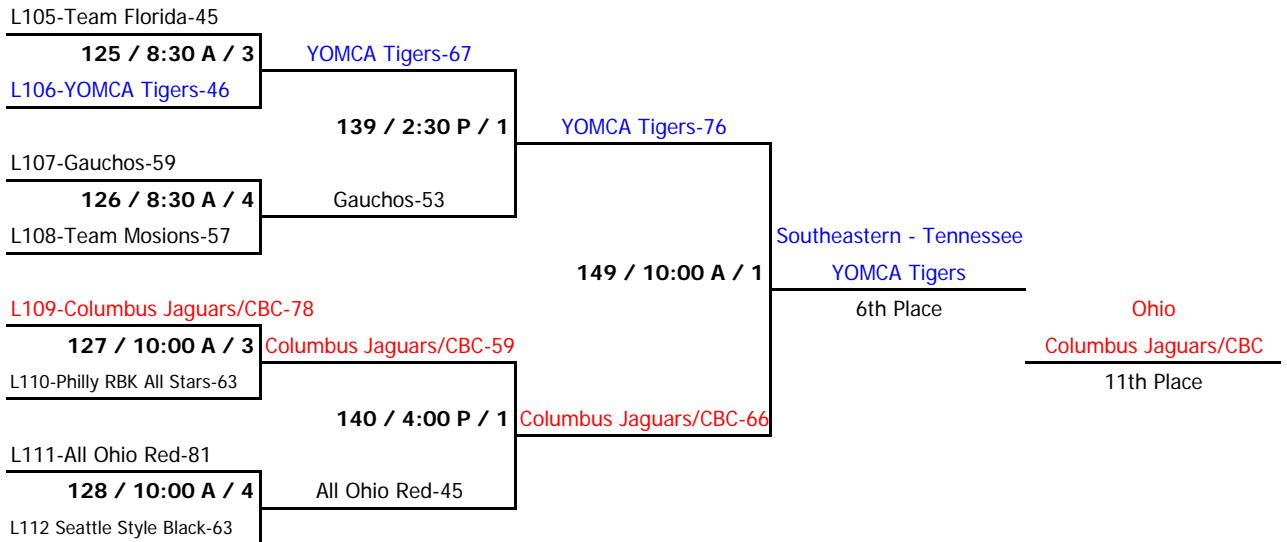 L105-Team Florida-45
125 / 8:30 A / 3 YOMCA Tigers-67
L106-YOMCA Tigers-46
139 / 2:30 P / 1 YOMCA Tigers-76
L107-Gauchos-59
126 / 8:30 A / 4 Gauchos-53
L108-Team Mosions-57 Southeastern - Tennessee
149 / 10:00 A / 1 YOMCA Tigers
L109-Columbus Jaguars/CBC-78 6th Place Ohio
127 / 10:00 A / 3 Columbus Jaguars/CBC-59 Columbus Jaguars/CBC
L110-Philly RBK All Stars-63 11th Place
140 / 4:00 P / 1 Columbus Jaguars/CBC-66
L111-All Ohio Red-81
128 / 10:00 A / 4 All Ohio Red-45
L112 Seattle Style Black-63